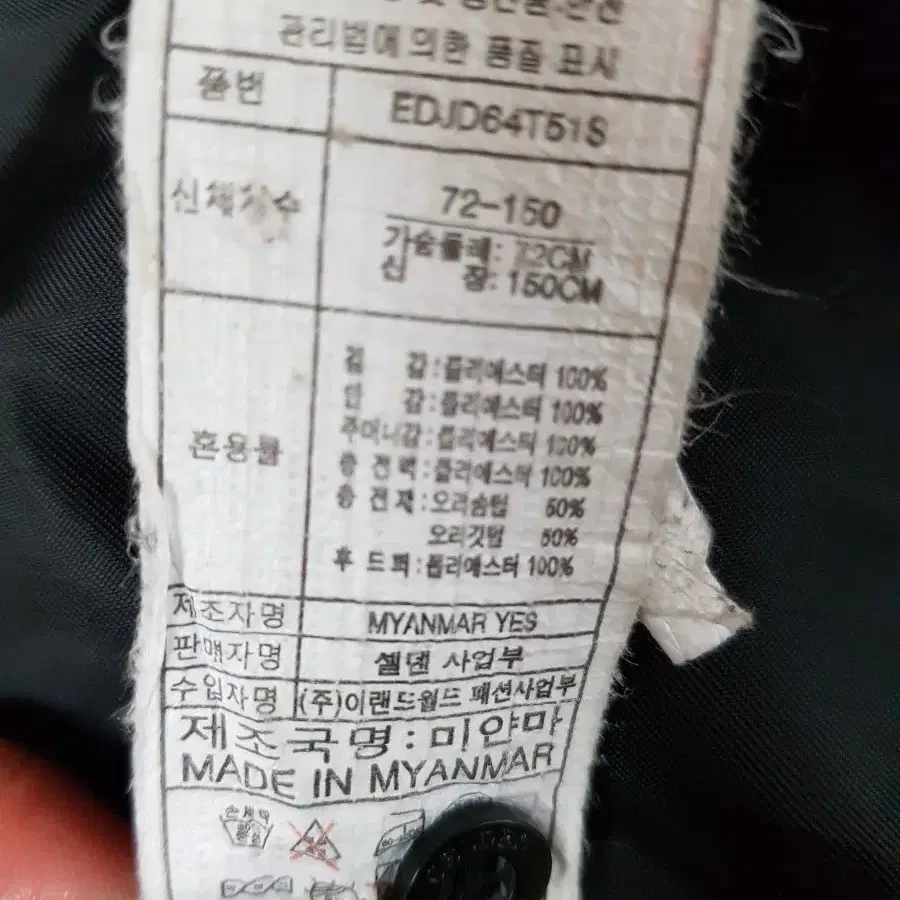 관리법에의한 품질 표시
품번 EDJD64T51S
신체치수 72-150
가슴둘레: 72CM
신 장: 150CM
혼용률
겉 감:폴리에스터 100%
안 감:폴리에스터 100%
주머니감:폴리에스터 100%
충 전 택:폴리에스터 100%
충 전 재:오리솜털 50%
오리깃털 50%
후 드 퍼:폴리에스터 100%
제조자명 MYANMAR YES
판매자명 셀덴 사업부
수입자명 (주)이랜드월드 패션사업부
제조국명:미얀마
MADE IN MYANMAR
손세탁